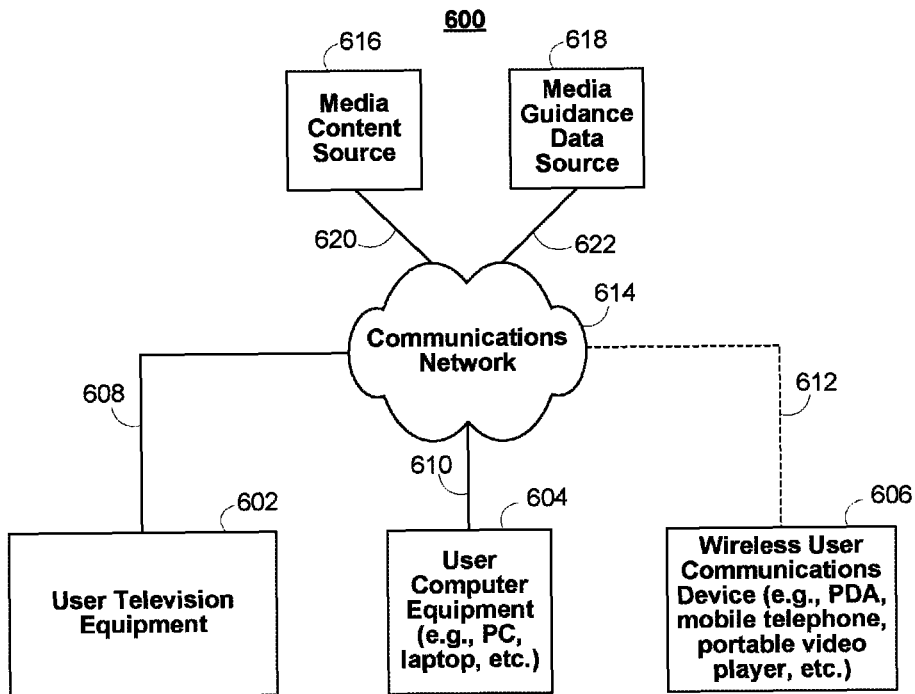 600
616
618
Media
Content
Source
Media
Guidance
Data
Source
620
622
614
Communications
Network
608
612
610
602
604
606
User Television
Equipment
User
Computer
Equipment
(e.g., PC,
laptop, etc.)
Wireless User
Communications
Device (e.g., PDA,
mobile telephone,
portable video
player, etc.)